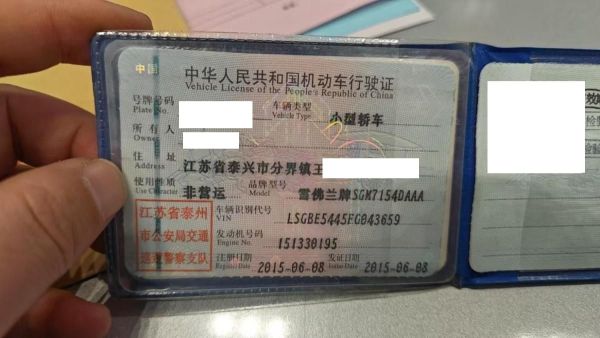 中国
中华人民共和国机动车行驶证
Vehicle License of the People's Republic of China
号牌号码
Plate No.
车辆类型
Vehicle Type
小型轿车
所有人
Owner
住址
Address
江苏省泰兴市分界镇王
使用性质
Use Character
非营运
品牌型号
Model
雪佛兰牌SGM7154DAAA
江苏省泰州
市公安局交通
巡逻警察支队
车辆识别代号
VIN
LSGBE5445FG043659
发动机号码
Engine No.
151330195
注册日期
Register Date
2015-06-08
发证日期
Issue Date
2015-06-08